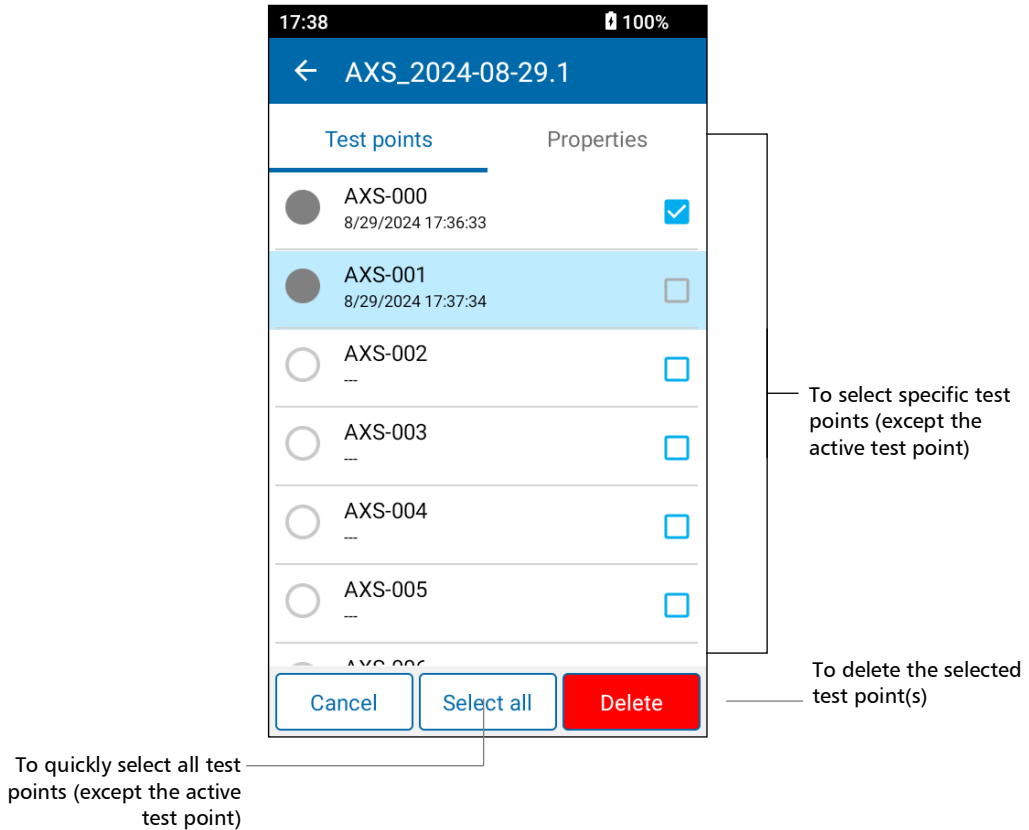 17:38
100%
AXS_2024-08-29.1
Test points
Properties
AXS-000
8/29/2024 17:36:33
AXS-001
8/29/2024 17:37:34
AXS-002
---
AXS-003
---
AXS-004
---
AXS-005
---
To select specific test
points (except the
active test point)
Cancel
Select all
Delete
To delete the selected
test point(s)
To quickly select all test
points (except the active
test point)